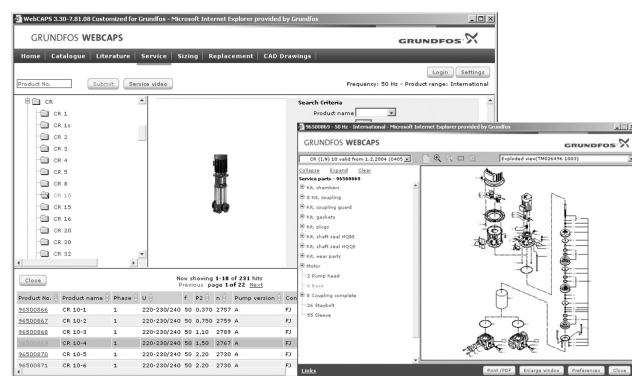 WebCAPS 3.30-7.81.08 Customized for Grundfos - Microsoft Internet Explorer provided by Grundfos
GRUNDFOS WEBCAPS
GRUNDFOS
Home Catalogue Literature Service Sizing Replacement CAD Drawings
Login Settings
Product No. Submit Service video
Frequency: 50 Hz - Product range: International
CR
CR 1
CR 1s
CR 2
CR 3
CR 4
CR 5
CR 8
CR 10
CR 15
CR 16
CR 20
CR 30
CR 32
Search Criteria
Product name
Close
Now showing 1-10 of 231 hits
Previous page 1 of 22 Next
Product No. Product name Phase U f P2 n Pump version Con
96500866 CR 10-1 1 220-230/240 50 0,370 2757 A FJ
96500867 CR 10-2 1 220-230/240 50 0,750 2759 A FJ
96500868 CR 10-3 1 220-230/240 50 1,10 2789 A FJ
96500869 CR 10-4 1 220-230/240 50 1,50 2767 A FJ
96500870 CR 10-5 1 220-230/240 50 2,20 2730 A FJ
96500871 CR 10-6 1 220-230/240 50 2,20 2730 A FJ
96500869 - 50 Hz - International - Microsoft Internet Explorer provided by Grundfos
GRUNDFOS WEBCAPS
GRUNDFOS
CR (I,N) 10 valid from 1.2.2004 (0405
Exploded view(TM026496 1003)
Collapse Expand Clear
Service parts - 96500869
Kit, chambers
8 Kit, coupling
Kit, coupling guard
Kit, gaskets
Kit, plugs
Kit, shaft seal HQBE
Kit, shaft seal HQQE
Kit, wear parts
Motor
2 Pump head
6 Base
8 Coupling complete
26 Staybolt
55 Sleeve
Links
Print /PDF Enlarge window Preferences Close